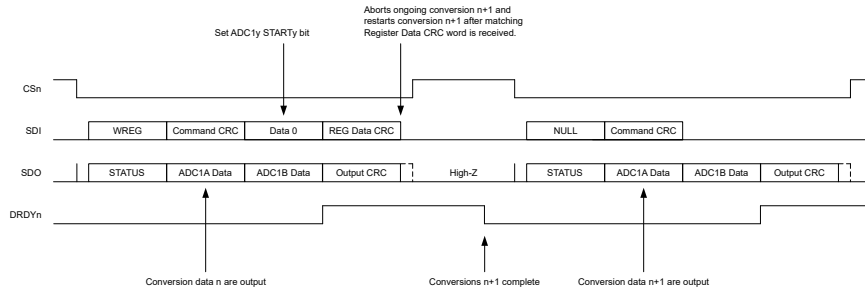 Aborts ongoing conversion n+1 and
restarts conversion n+1 after matching
Register Data CRC word is received.
Set ADC1y STARTy bit
CSn
SDI WREG Command CRC Data 0 REG Data CRC NULL Command CRC
SDO STATUS ADC1A Data ADC1B Data Output CRC High-Z STATUS ADC1A Data ADC1B Data Output CRC
DRDYn
Conversion data n are output Conversions n+1 complete Conversion data n+1 are output